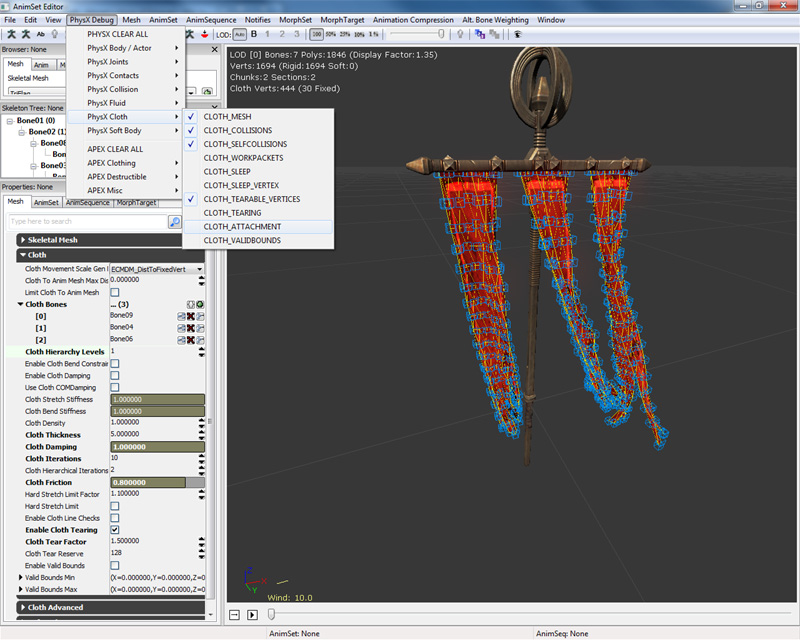 AnimSet Editor
File Edit View PhysX Debug Mesh AnimSet AnimSequence Notifies MorphSet MorphTarget Animation Compression Alt. Bone Weighting Window
LOD: Auto B 1 2 3 100 50% 25% 10% 1%
PHYSX CLEAR ALL
PhysX Body / Actor
PhysX Joints
PhysX Contacts
PhysX Collision
PhysX Fluid
PhysX Cloth
PhysX Soft Body
APEX CLEAR ALL
APEX Clothing
APEX Destructible
APEX Misc
CLOTH_MESH
CLOTH_COLLISIONS
CLOTH_SELFCOLLISIONS
CLOTH_WORKPACKETS
CLOTH_SLEEP
CLOTH_SLEEP_VERTEX
CLOTH_TEARABLE_VERTICES
CLOTH_TEARING
CLOTH_ATTACHMENT
CLOTH_VALIDBOUNDS
Browser: None
Mesh Anim M
Skeletal Mesh
TriFlag
Skeleton Tree: None
Bone01 (0)
Bone02 (1)
Bone08
Bon
Bone03
Bon
Properties: None
Mesh AnimSet AnimSequence MorphTarget
Type here to search
Skeletal Mesh
Cloth
Cloth Movement Scale Gen ECMDM_DistToFixedVert
Cloth To Anim Mesh Max Dis 0.000000
Limit Cloth To Anim Mesh
Cloth Bones ... (3)
[0] Bone09
[1] Bone04
[2] Bone06
Cloth Hierarchy Levels 1
Enable Cloth Bend Constrai
Enable Cloth Damping
Use Cloth COMDamping
Cloth Stretch Stiffness 1.000000
Cloth Bend Stiffness 1.000000
Cloth Density 1.000000
Cloth Thickness 5.000000
Cloth Damping 1.000000
Cloth Iterations 10
Cloth Hierarchical Iterations 2
Cloth Friction 0.800000
Hard Stretch Limit Factor 1.100000
Hard Stretch Limit
Enable Cloth Line Checks
Enable Cloth Tearing
Cloth Tear Factor 1.500000
Cloth Tear Reserve 128
Enable Valid Bounds
Valid Bounds Min (X=0.000000,Y=0.000000,Z=0
Valid Bounds Max (X=0.000000,Y=0.000000,Z=0
Cloth Advanced
LOD [0] Bones:7 Polys:1846 (Display Factor:1.35)
Verts:1694 (Rigid:1694 Soft:0)
Chunks:2 Sections:2
Cloth Verts:444 (30 Fixed)
Z
X
Y
Wind: 10.0
AnimSet: None
AnimSeq: None